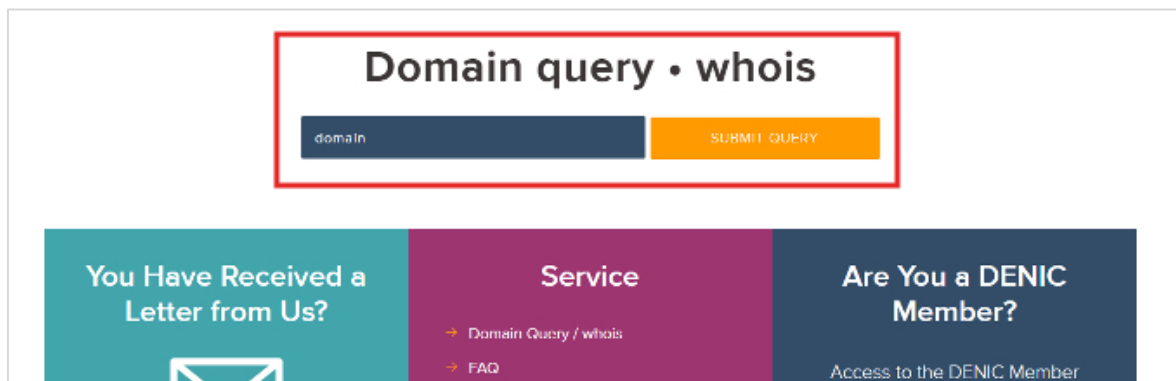 Domain query • whois
domain
SUBMIT QUERY
You Have Received a
Letter from Us?
Service
→ Domain Query / whois
→ FAQ
Are You a DENIC
Member?
Access to the DENIC Member